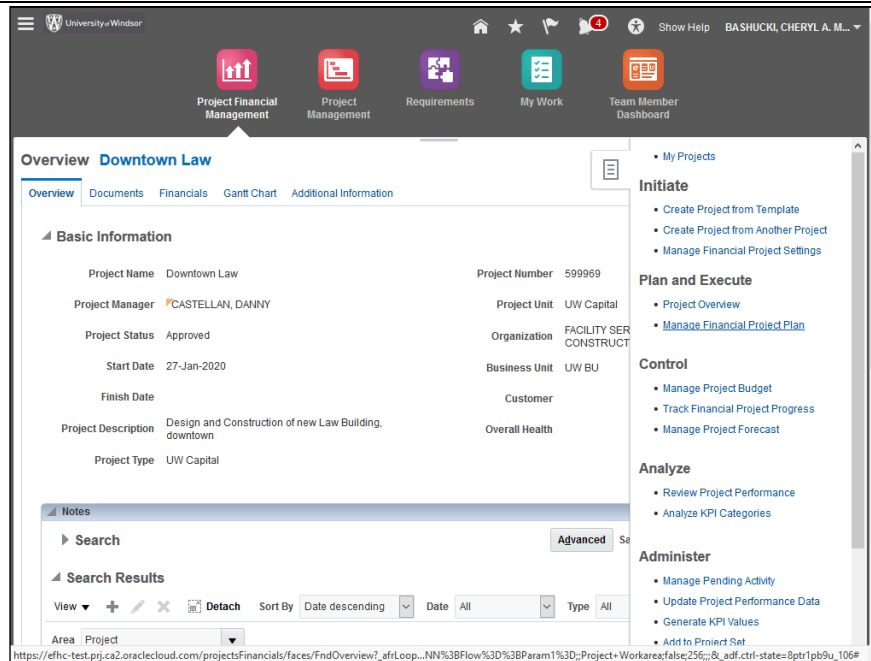 University of Windsor
4
Show Help
BASHUCKI, CHERYL A. M...
Project Financial
Management
Project
Management
Requirements
My Work
Team Member
Dashboard
Overview Downtown Law
Overview Documents Financials Gantt Chart Additional Information
Basic Information
Project Name Downtown Law
Project Manager CASTELLAN, DANNY
Project Status Approved
Start Date 27-Jan-2020
Finish Date
Project Description Design and Construction of new Law Building,
downtown
Project Type UW Capital
Project Number 599969
Project Unit UW Capital
Organization FACILITY SER
CONSTRUCT
Business Unit UW BU
Customer
Overall Health
Notes
Search
Advanced Sa
Search Results
View Detach Sort By Date descending Date All Type All
Area Project
My Projects
Initiate
Create Project from Template
Create Project from Another Project
Manage Financial Project Settings
Plan and Execute
Project Overview
Manage Financial Project Plan
Control
Manage Project Budget
Track Financial Project Progress
Manage Project Forecast
Analyze
Review Project Performance
Analyze KPI Categories
Administer
Manage Pending Activity
Update Project Performance Data
Generate KPI Values
Add to Project Set
https://efhc-test.prj.ca2.oraclecloud.com/projectsFinancials/faces/FndOverview?_afrLoop...NN%3BFlow%3D%3BParam1%3D;;Project+Workarea;false;256;;;&_adf.ctrl-state=8ptr1pb9u_106#